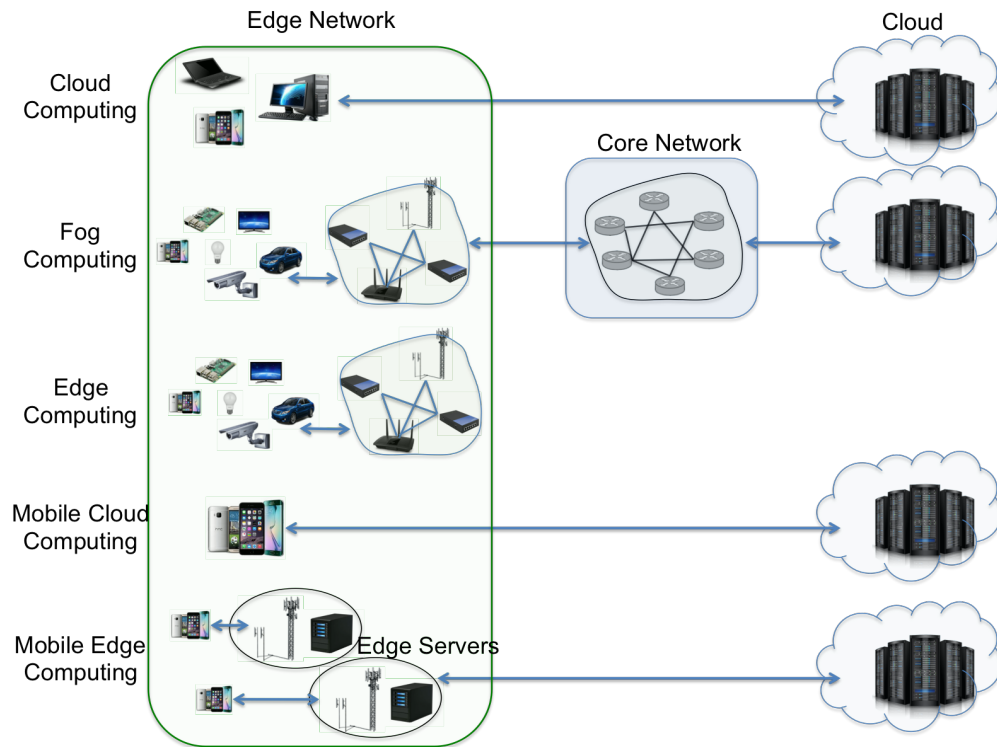 Edge Network
Cloud
Cloud
Computing
Core Network
Fog
Computing
Edge
Computing
Mobile Cloud
Computing
Mobile Edge
Computing
Edge Servers